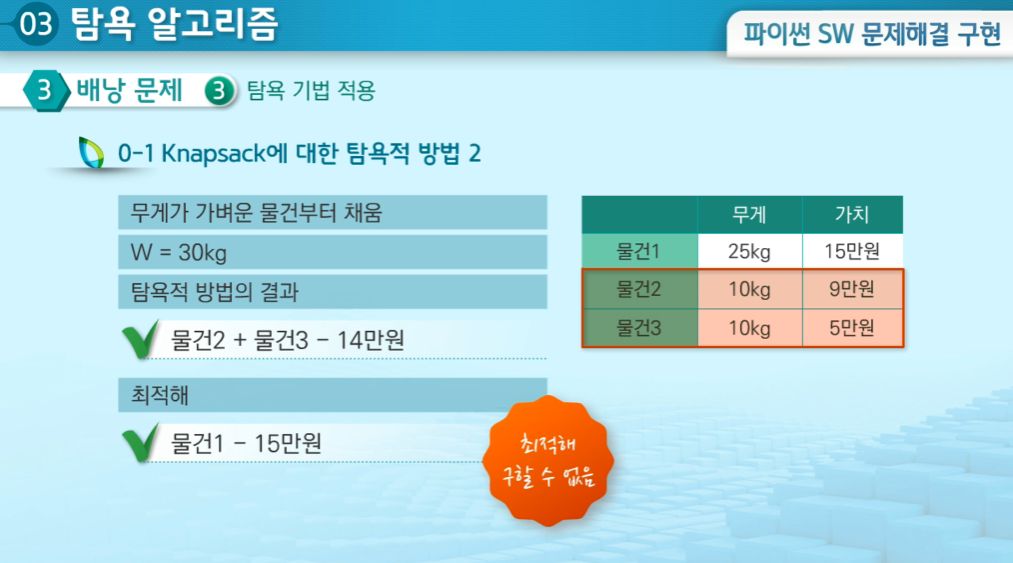 03 탐욕 알고리즘
파이썬 SW 문제해결 구현
3 배낭 문제 3 탐욕 기법 적용
0-1 Knapsack에 대한 탐욕적 방법 2
무게가 가벼운 물건부터 채움
W = 30kg
탐욕적 방법의 결과
물건2 + 물건3 - 14만원
최적해
물건1 - 15만원
최적해
구할 수 없음
무게 가치
물건1 25kg 15만원
물건2 10kg 9만원
물건3 10kg 5만원